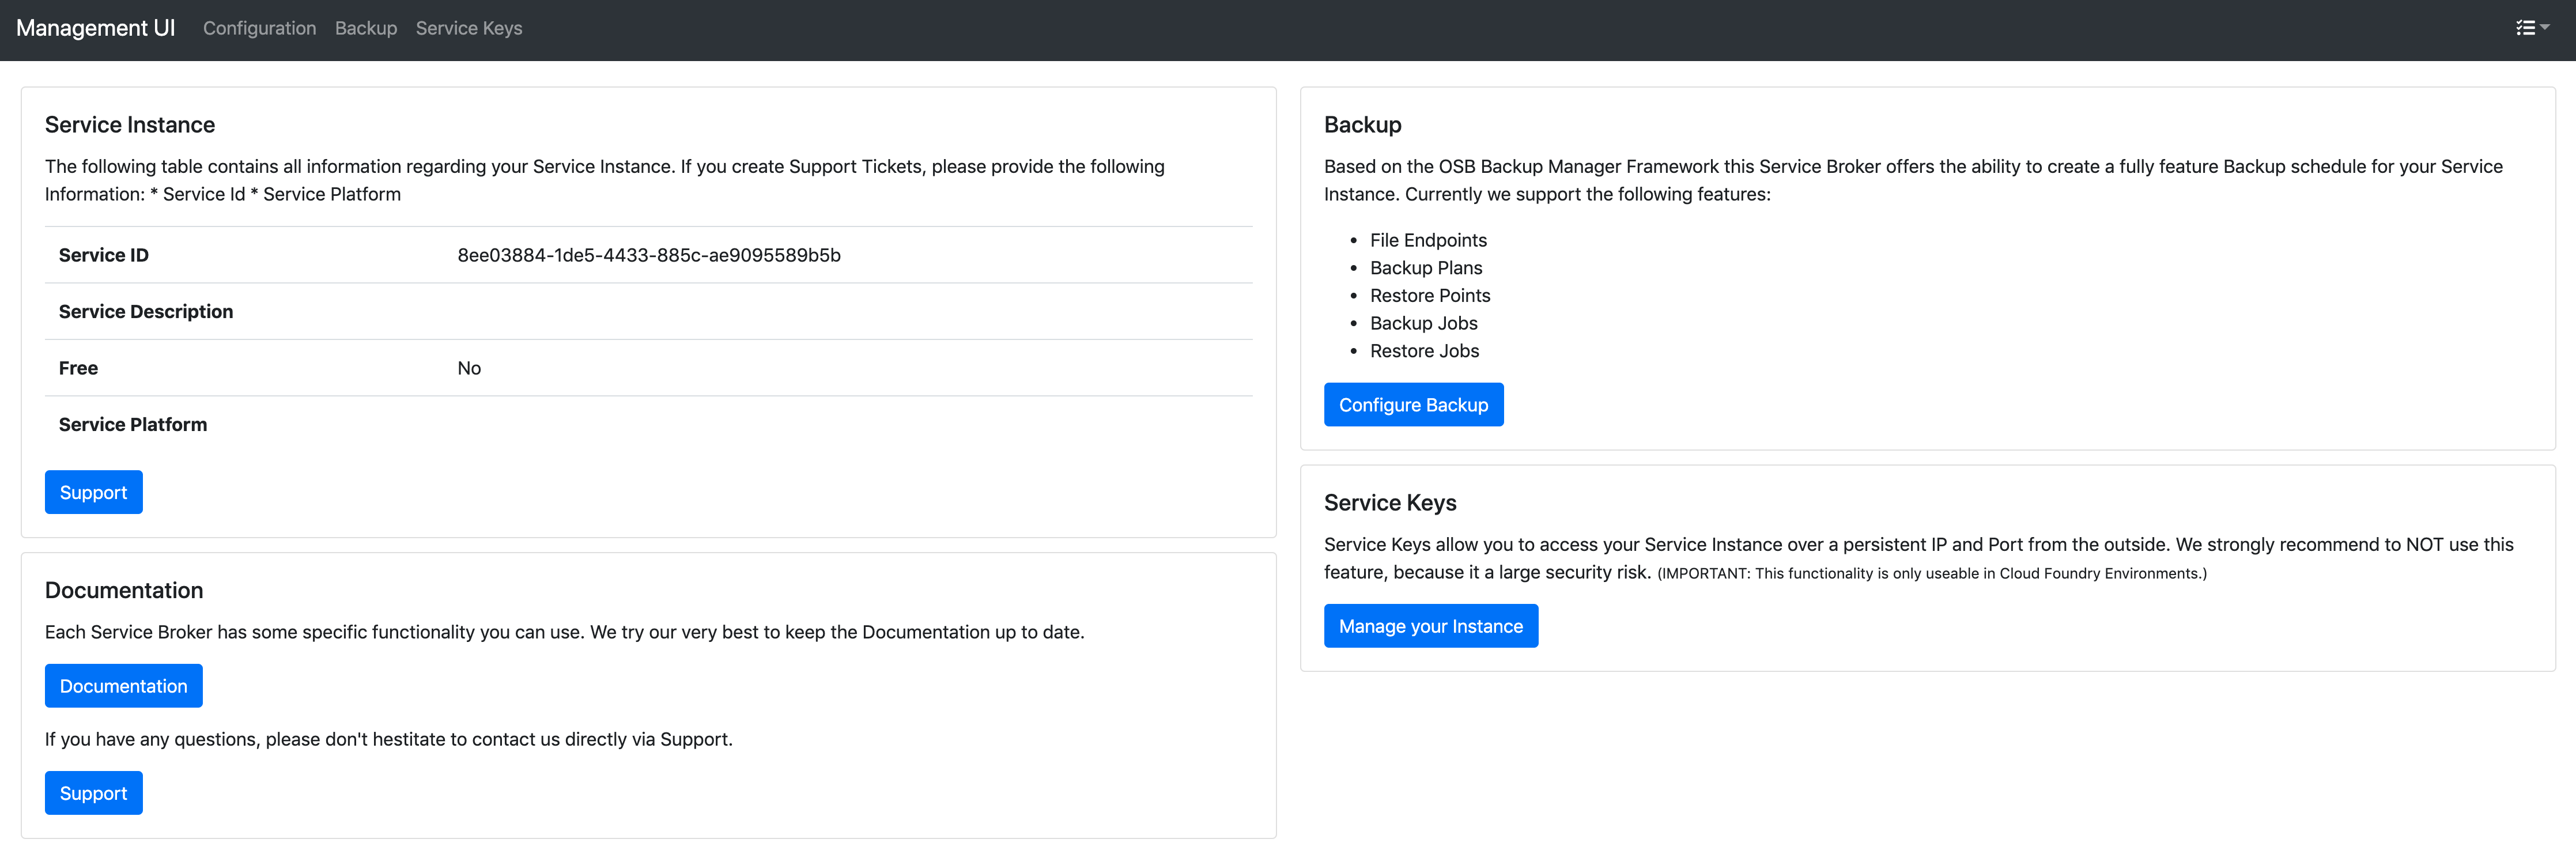 Management UI Configuration Backup Service Keys
Service Instance
The following table contains all information regarding your Service Instance. If you create Support Tickets, please provide the following
Information: * Service Id * Service Platform
Service ID 8ee03884-1de5-4433-885c-ae9095589b5b
Service Description
Free No
Service Platform
Support
Documentation
Each Service Broker has some specific functionality you can use. We try our very best to keep the Documentation up to date.
Documentation
If you have any questions, please don't hestitate to contact us directly via Support.
Support
Backup
Based on the OSB Backup Manager Framework this Service Broker offers the ability to create a fully feature Backup schedule for your Service
Instance. Currently we support the following features:
• File Endpoints
• Backup Plans
• Restore Points
• Backup Jobs
• Restore Jobs
Configure Backup
Service Keys
Service Keys allow you to access your Service Instance over a persistent IP and Port from the outside. We strongly recommend to NOT use this
feature, because it a large security risk. (IMPORTANT: This functionality is only useable in Cloud Foundry Environments.)
Manage your Instance